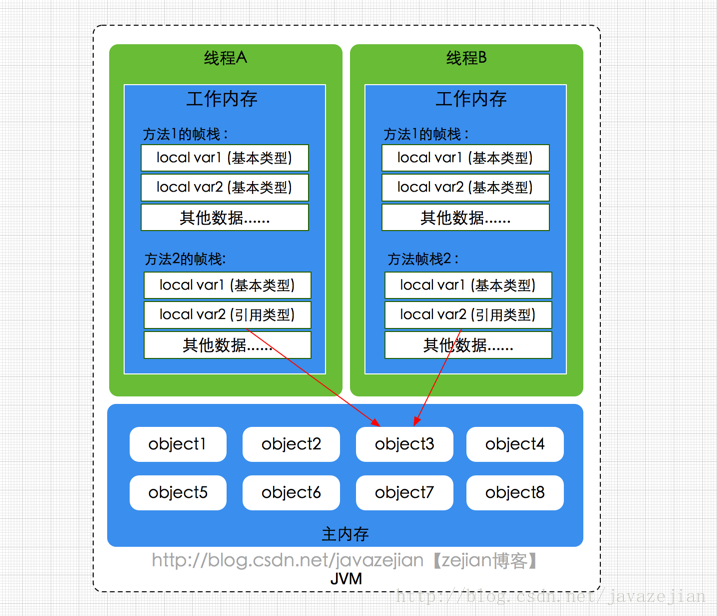 线程A
工作内存
方法1的帧栈：
local var1 (基本类型)
local var2 (基本类型)
其他数据......
方法2的帧栈:
local var1 (基本类型)
local var2 (引用类型)
其他数据......
线程B
工作内存
方法1的帧栈：
local var1 (基本类型)
local var2 (基本类型)
其他数据......
方法帧栈2：
local var1 (基本类型)
local var2 (引用类型)
其他数据......
object1 object2 object3 object4
object5 object6 object7 object8
主内存
http://blog.csdn.net/javazejian【zejian博客】
JVM
http://blog.csdn.net/javazejian